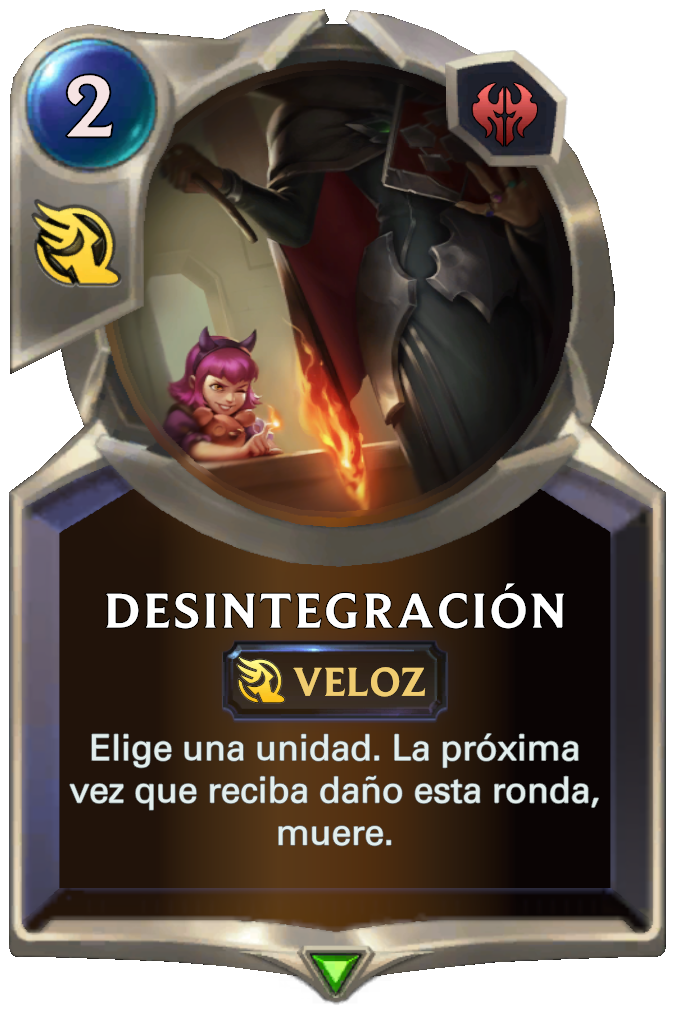 2
DESINTEGRACIÓN
VELOZ
Elige una unidad. La próxima
vez que reciba daño esta ronda,
muere.